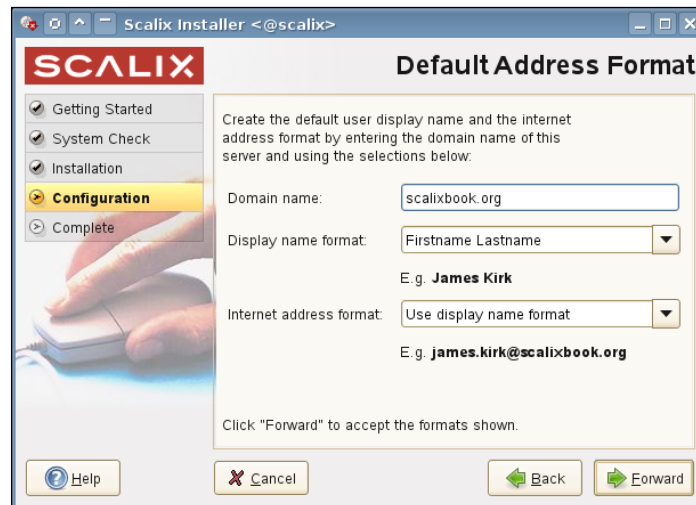 Scalix Installer <@scalix>
SCALIX
Default Address Format
Getting Started
System Check
Installation
Configuration
Complete
Create the default user display name and the internet
address format by entering the domain name of this
server and using the selections below:
Domain name:
scalixbook.org
Display name format:
Firstname Lastname
E.g. James Kirk
Internet address format:
Use display name format
E.g. james.kirk@scalixbook.org
Click "Forward" to accept the formats shown.
Help
Cancel
Back
Forward